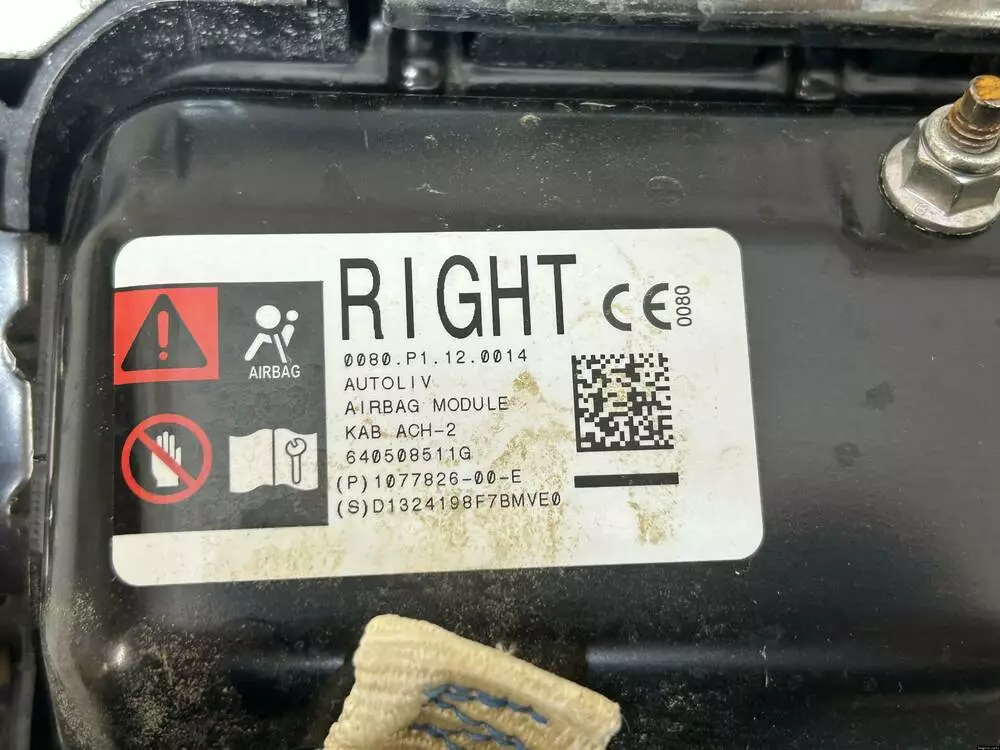 RIGHT CE 0080
0080.P1.12.0014
AUTOLIV
AIRBAG
AIRBAG MODULE
KAB ACH-2
640508511G
(P)1077826-00-E
(S)D1324198F7BMVE0